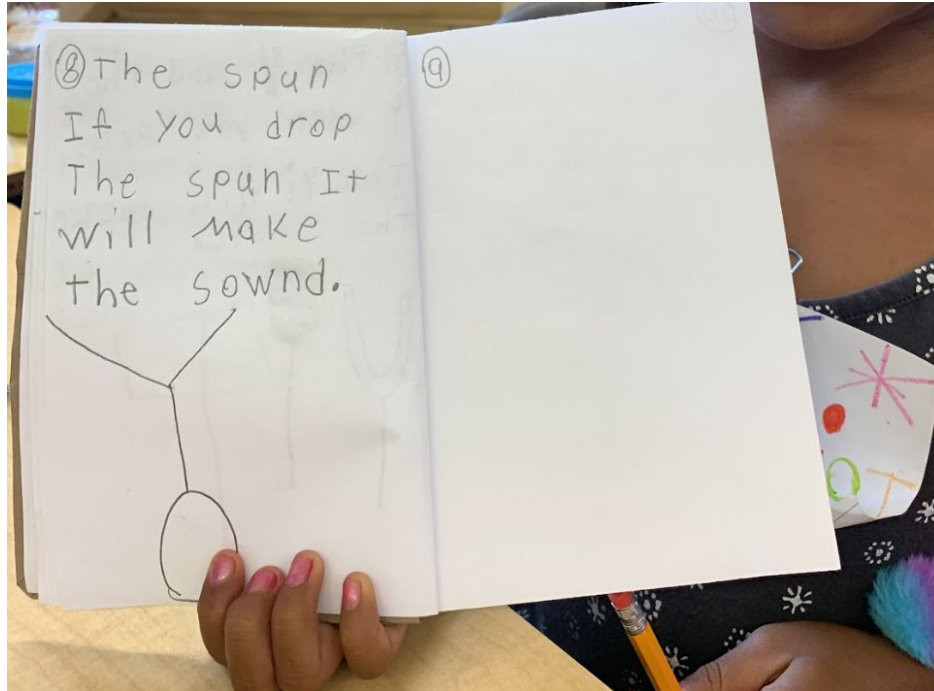 ⑧ The spun
If you drop
The spun It
will make
the sownd.
⑨